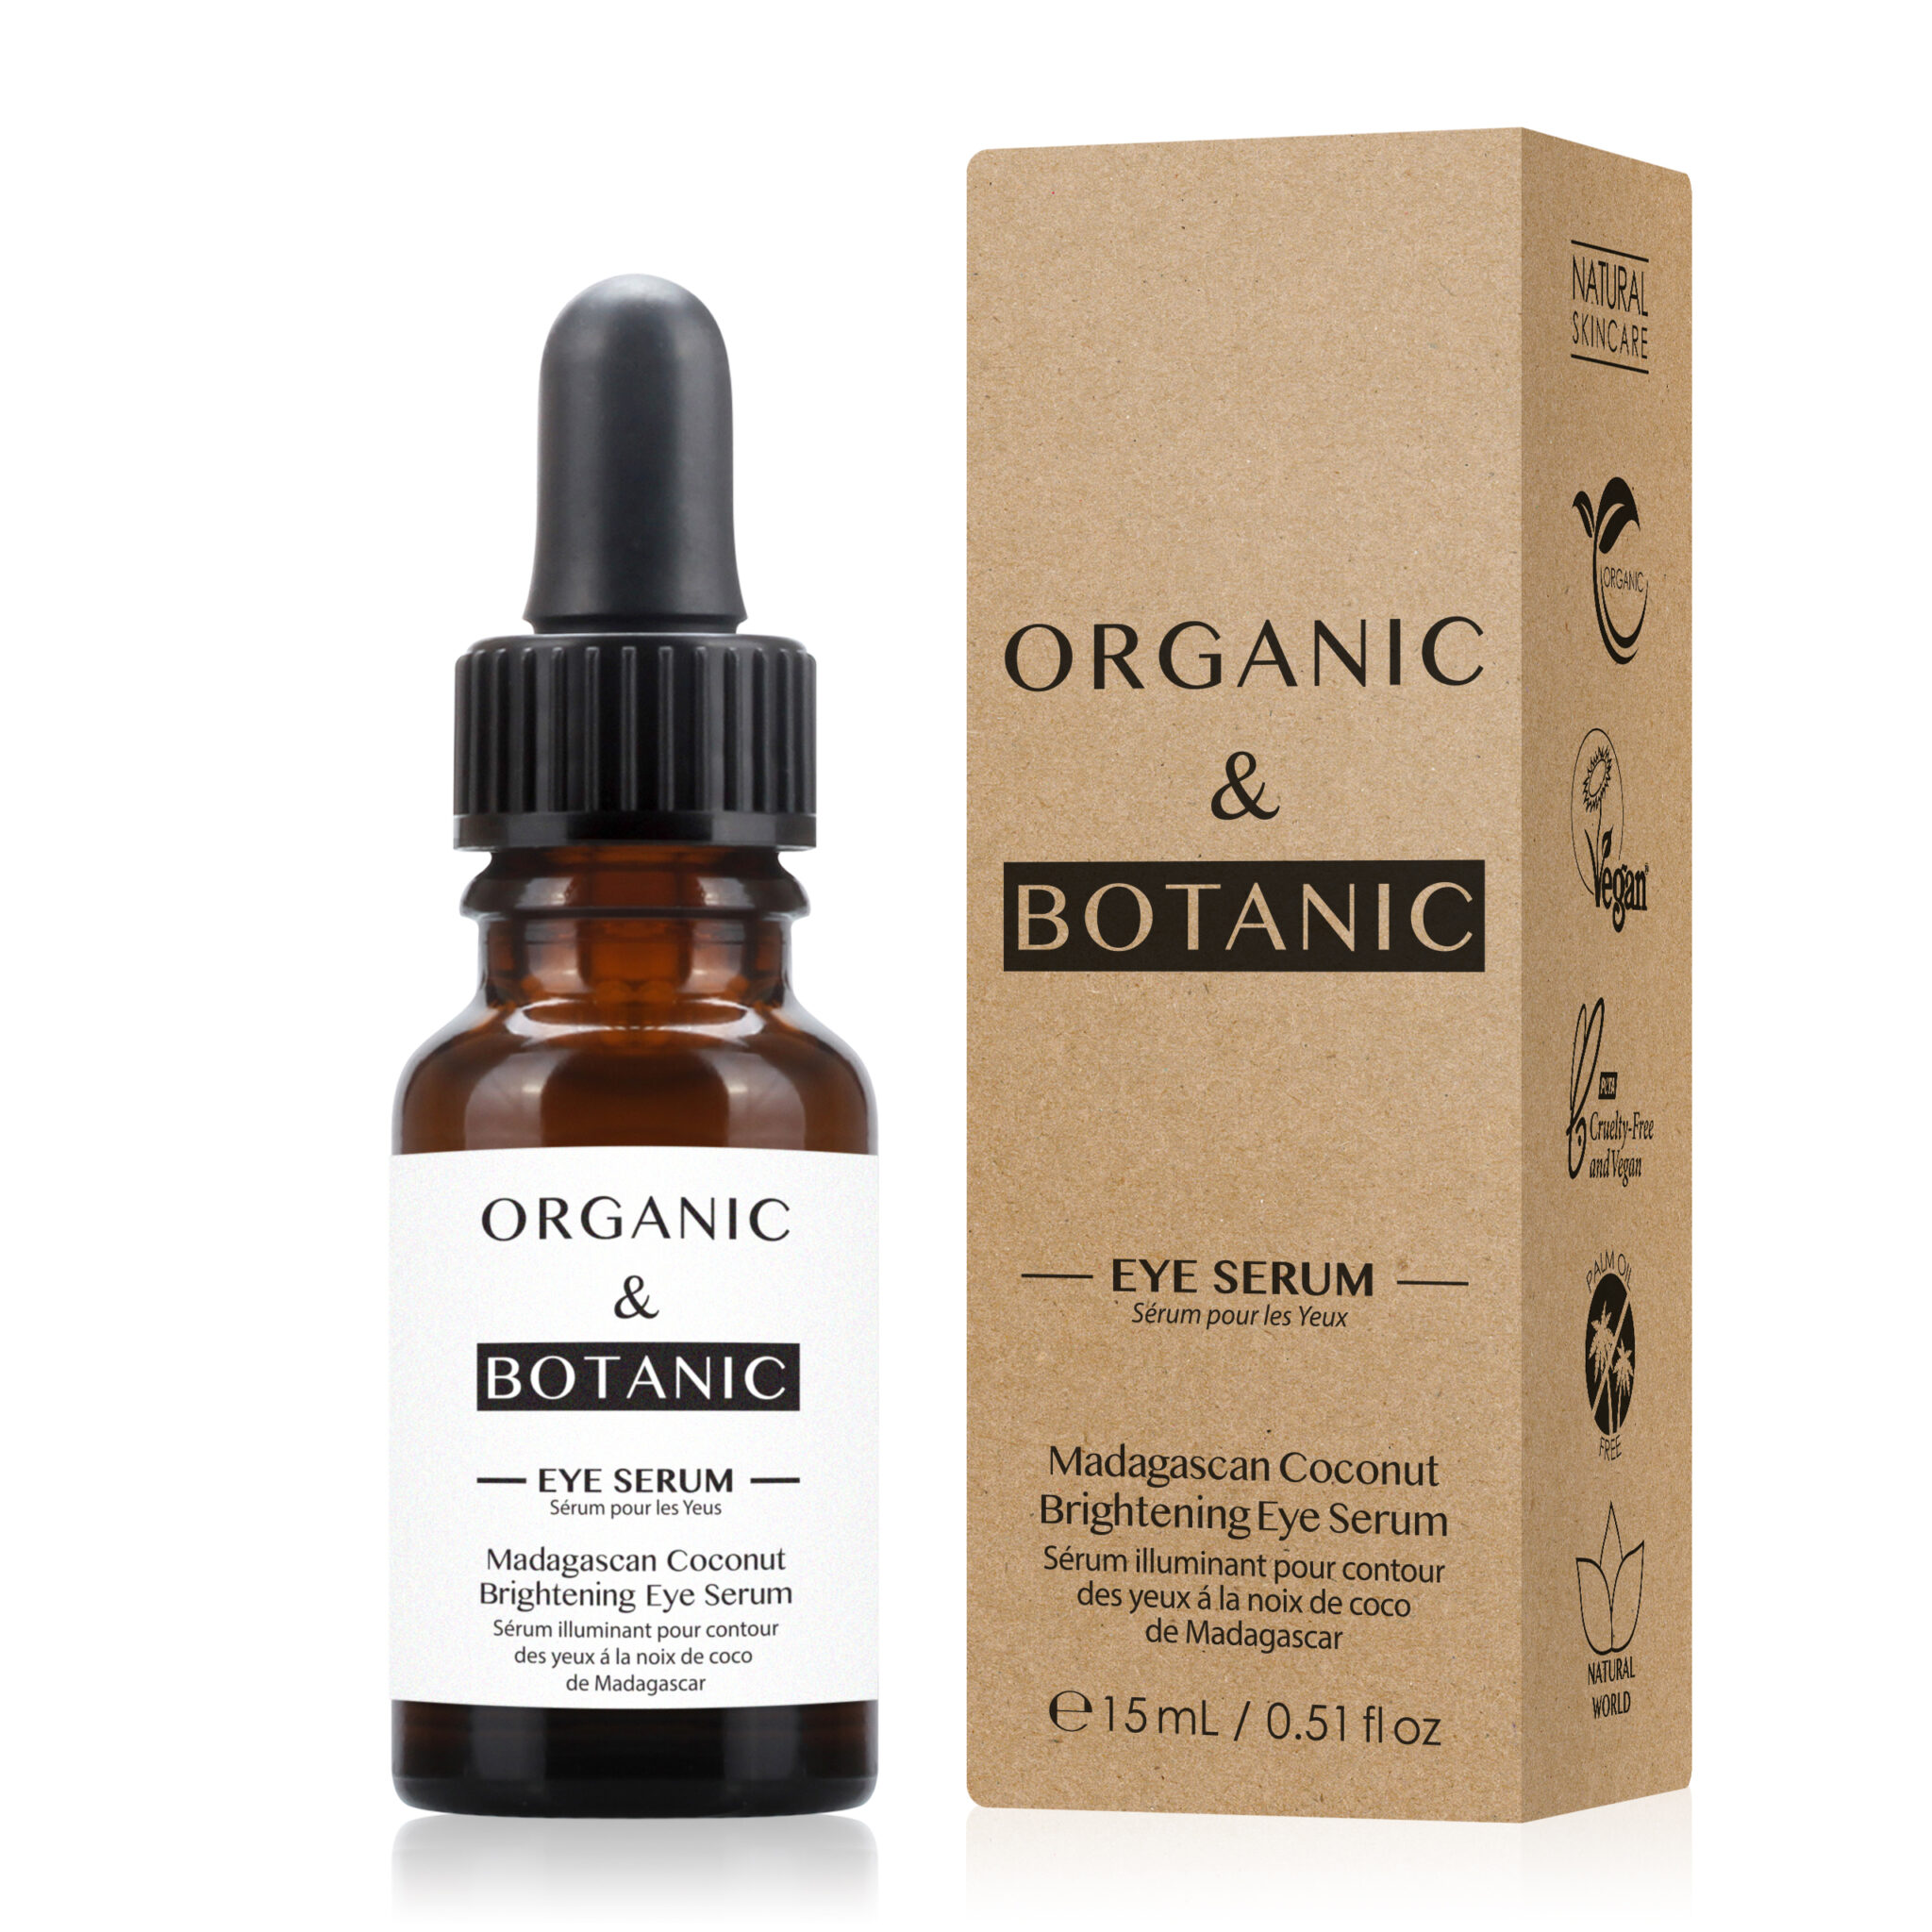 ORGANIC
&
BOTANIC
EYE SERUM
Sérum pour les Yeus
Madagascan Coconut
Brightening Eye Serum
Sérum illuminant pour contour
des yeux á la noix de coco
de Madagascar
ORGANIC
&
BOTANIC
EYE SERUM
Sérum pour les Yeux
Madagascan Coconut
Brightening Eye Serum
Sérum illuminant pour contour
des yeux á la noix de coco
de Madagascar
℮ 15 mL / 0.51 fl oz
NATURAL
SKINCARE
ORGANIC
Vegan
PETA
Cruelty-Free
and Vegan
PALM OIL
FREE
NATURAL
WORLD